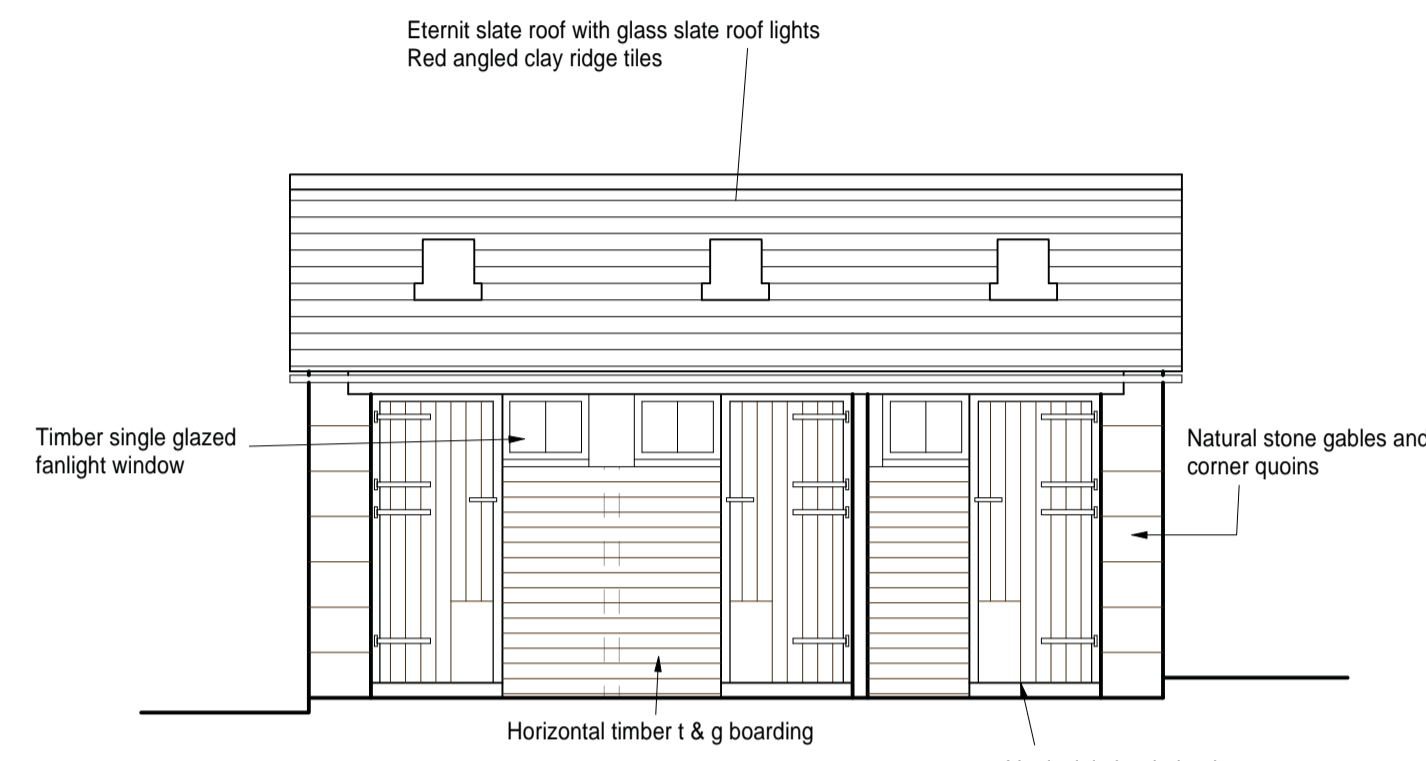 Eternit slate roof with glass slate roof lights
Red angled clay ridge tiles
Timber single glazed
fanlight window
Natural stone gables and
corner quoins
Horizontal timber t & g boarding